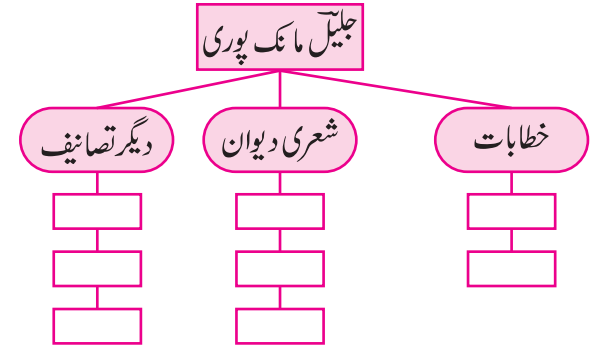 جلیلؔ مانک پوری
خطابات
شعری دیوان
دیگر تصانیف